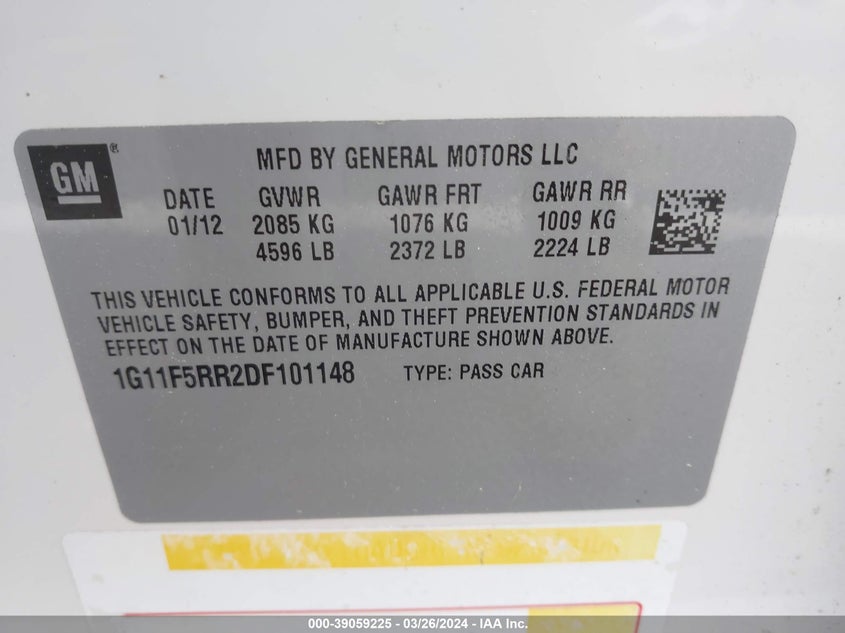 GM®
MFD BY GENERAL MOTORS LLC
DATE GVWR GAWR FRT GAWR RR
01/12 2085 KG 1076 KG 1009 KG
4596 LB 2372 LB 2224 LB
THIS VEHICLE CONFORMS TO ALL APPLICABLE U.S. FEDERAL MOTOR
VEHICLE SAFETY, BUMPER, AND THEFT PREVENTION STANDARDS IN
EFFECT ON THE DATE OF MANUFACTURE SHOWN ABOVE.
1G11F5RR2DF101148 TYPE: PASS CAR
000-39059225 - 03/26/2024 - IAA Inc.